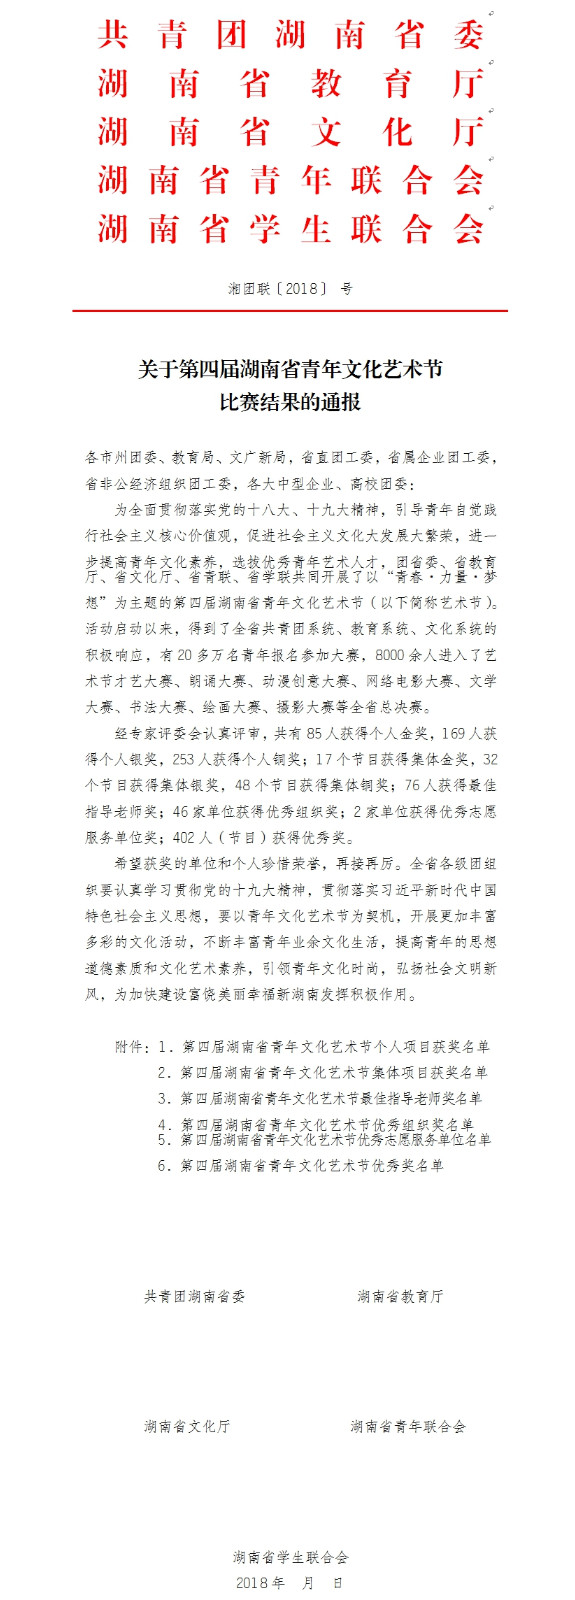 共青团湖南省委
湖南省教育厅
湖南省文化厅
湖南省青年联合会
湖南省学生联合会
湘团联〔2018〕 号
关于第四届湖南省青年文化艺术节
比赛结果的通报
各市州团委、教育局、文广新局，省直团工委，省属企业团工委，
省非公经济组织团工委，各大中型企业、高校团委：
为全面贯彻落实党的十八大、十九大精神，引导青年自觉践
行社会主义核心价值观，促进社会主义文化大发展大繁荣，进一
步提高青年文化素养，选拔优秀青年艺术人才，团省委、省教育
厅、省文化厅、省青联、省学联共同开展了以“青春·力量·梦
想”为主题的第四届湖南省青年文化艺术节（以下简称艺术节）。
活动启动以来，得到了全省共青团系统、教育系统、文化系统的
积极响应，有20多万名青年报名参加大赛，8000余人进入了艺
术节才艺大赛、朗诵大赛、动漫创意大赛、网络电影大赛、文学
大赛、书法大赛、绘画大赛、摄影大赛等全省总决赛。
经专家评委会认真评审，共有85人获得个人金奖，169人获
得个人银奖，253人获得个人铜奖；17个节目获得集体金奖，32
个节目获得集体银奖，48个节目获得集体铜奖；76人获得最佳
指导老师奖；46家单位获得优秀组织奖；2家单位获得优秀志愿
服务单位奖；402人（节目）获得优秀奖。
希望获奖的单位和个人珍惜荣誉，再接再厉。全省各级团组
织要认真学习贯彻党的十九大精神，贯彻落实习近平新时代中国
特色社会主义思想，要以青年文化艺术节为契机，开展更加丰富
多彩的文化活动，不断丰富青年业余文化生活，提高青年的思想
道德素质和文化艺术素养，引领青年文化时尚，弘扬社会文明新
风，为加快建设富饶美丽幸福新湖南发挥积极作用。
附件：1．第四届湖南省青年文化艺术节个人项目获奖名单
2．第四届湖南省青年文化艺术节集体项目获奖名单
3．第四届湖南省青年文化艺术节最佳指导老师奖名单
4．第四届湖南省青年文化艺术节优秀组织奖名单
5．第四届湖南省青年文化艺术节优秀志愿服务单位名单
6．第四届湖南省青年文化艺术节优秀奖名单
共青团湖南省委 湖南省教育厅
湖南省文化厅 湖南省青年联合会
湖南省学生联合会
2018年 月 日